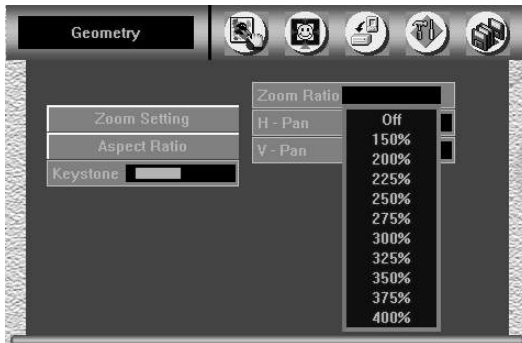 Geometry
Zoom Setting
Aspect Ratio
Keystone
Zoom Ratio
H - Pan
V - Pan
Off
150%
200%
225%
250%
275%
300%
325%
350%
375%
400%